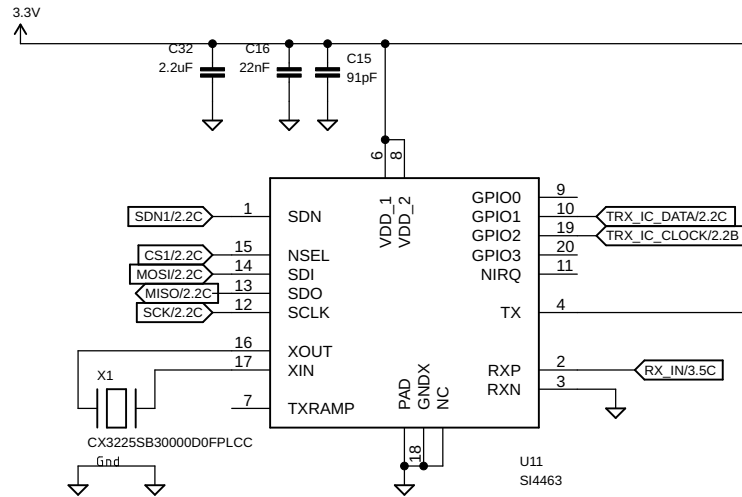 3.3V
C32
2.2uF
C16
22nF
C15
91pF
6
8
VDD_1
VDD_2
SDN1/2.2C
1
SDN
CS1/2.2C
15
NSEL
MOSI/2.2C
14
SDI
MISO/2.2C
13
SDO
SCK/2.2C
12
SCLK
16
XOUT
17
XIN
7
TXRAMP
GPIO0
9
GPIO1
10
TRX_IC_DATA/2.2C
GPIO2
19
TRX_IC_CLOCK/2.2B
GPIO3
20
NIRQ
11
TX
4
RXP
2
RX_IN/3.5C
RXN
3
PAD
GNDX
NC
18
X1
CX3225SB30000D0FPLCC
Gnd
U11
SI4463